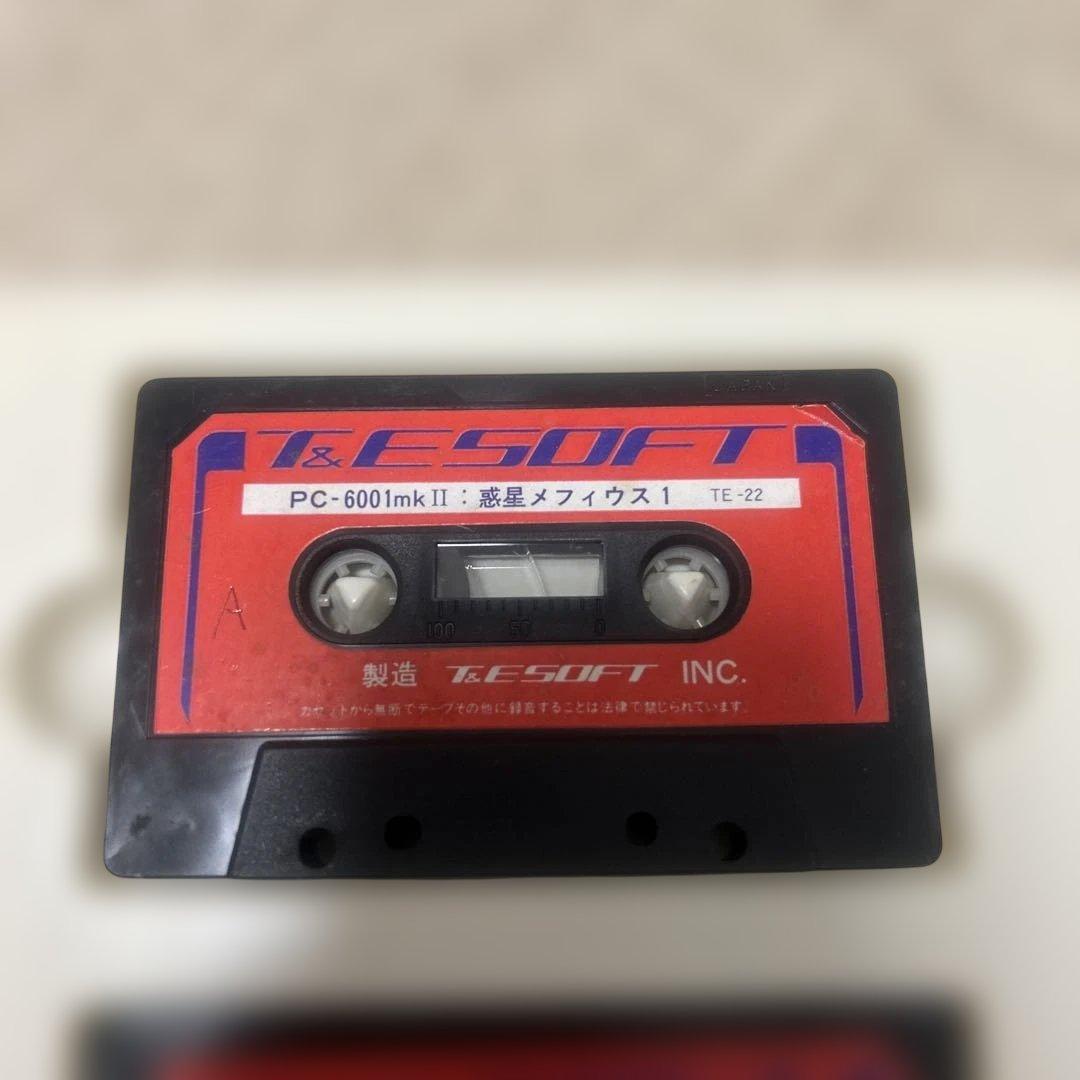 JAPAN
T&ESOFT
PC-6001mkII:惑星メフィウス1 TE-22
A
100 50 0
製造 T&ESOFT INC.
カセットから無断でテープその他に録音することは法律で禁じられています。